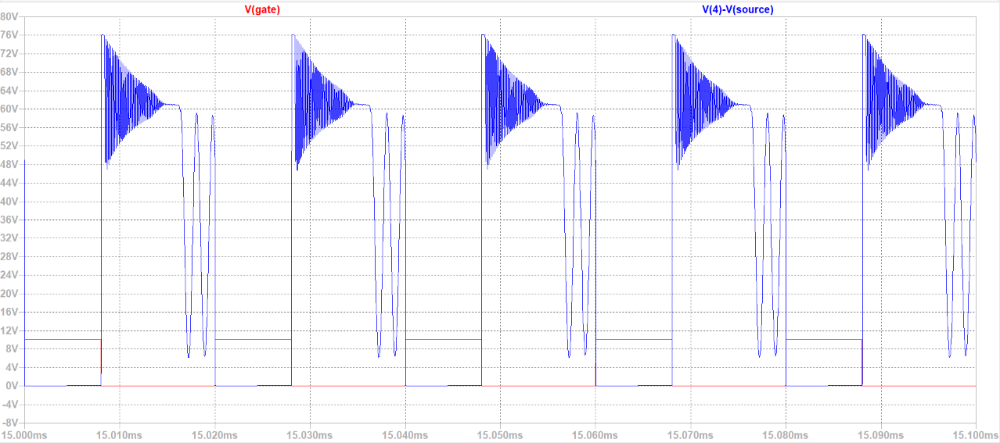 V(gate) V(4)-V(source)
80V
76V
72V
68V
64V
60V
56V
52V
48V
44V
40V
36V
32V
28V
24V
20V
16V
12V
8V
4V
0V
-4V
-8V
15.000ms 15.010ms 15.020ms 15.030ms 15.040ms 15.050ms 15.060ms 15.070ms 15.080ms 15.090ms 15.100ms